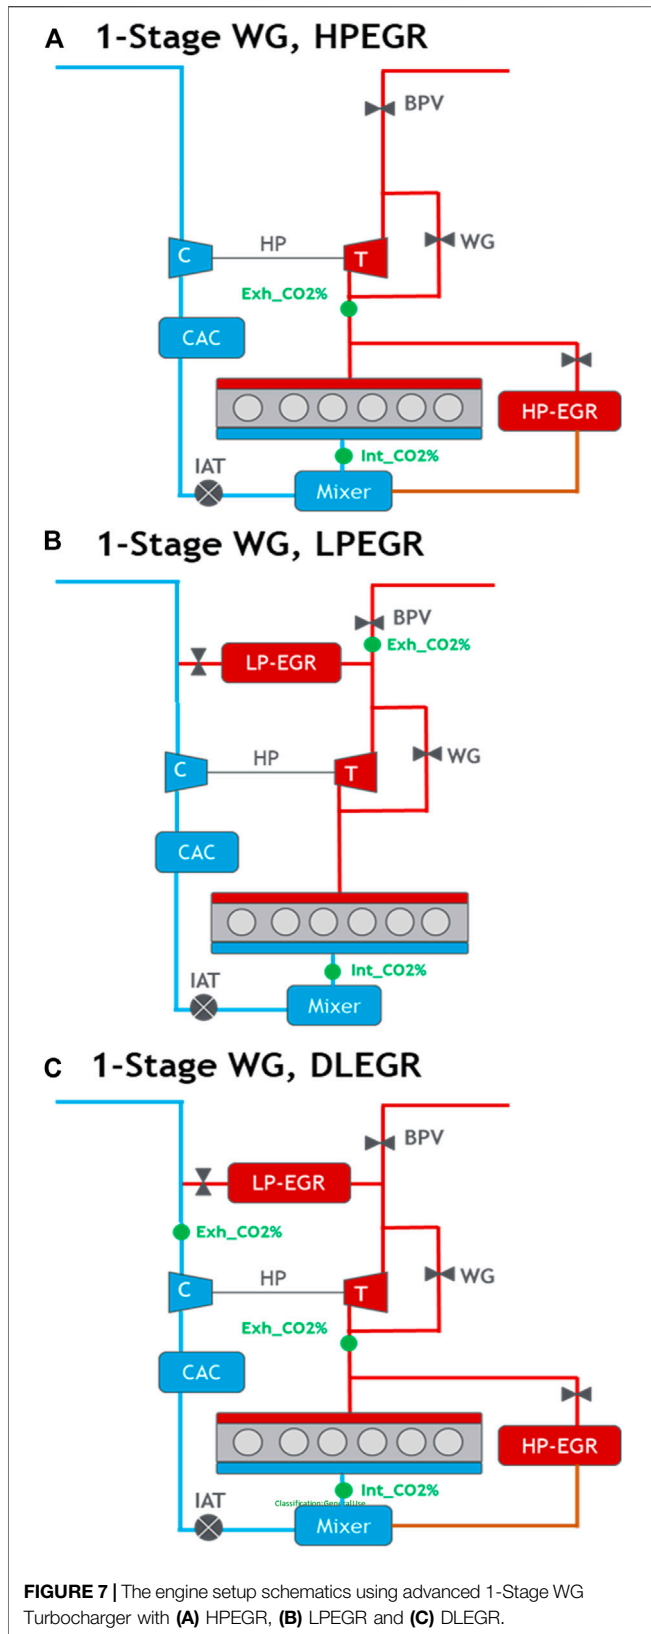 A 1-Stage WG, HPEGR
BPV
HP
WG
C
T
Exh_CO2%
CAC
HP-EGR
Int_CO2%
IAT
Mixer
B 1-Stage WG, LPEGR
BPV
Exh_CO2%
LP-EGR
HP
WG
C
T
CAC
Int_CO2%
IAT
Mixer
C 1-Stage WG, DLEGR
BPV
LP-EGR
Exh_CO2%
HP
WG
C
T
Exh_CO2%
CAC
HP-EGR
Int_CO2%
IAT
Classification:General Use
Mixer
FIGURE 7 | The engine setup schematics using advanced 1-Stage WG
Turbocharger with (A) HPEGR, (B) LPEGR and (C) DLEGR.